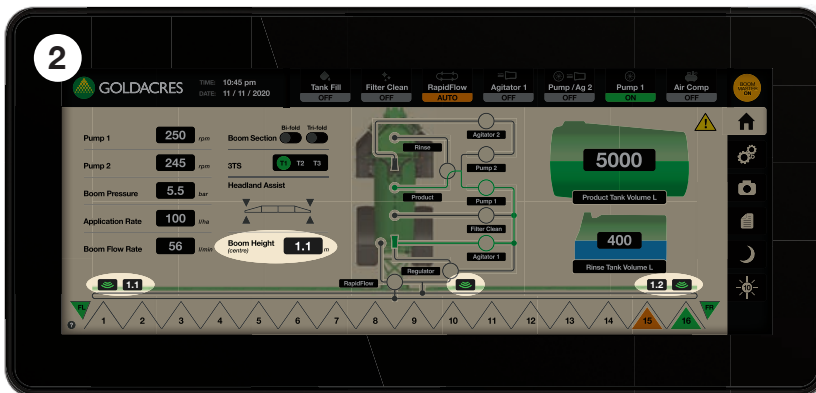 2
GOLDACRES
TIME: 10:45 pm
DATE: 11 / 11 / 2020
Tank Fill
OFF
Filter Clean
OFF
RapidFlow
AUTO
Agitator 1
OFF
Pump / Ag 2
OFF
Pump 1
ON
Air Comp
OFF
BOOM
MASTER
ON
Pump 1 250 rpm
Pump 2 245 rpm
Boom Pressure 5.5 bar
Application Rate 100 l/ha
Boom Flow Rate 56 l/min
Boom Section Bi-fold Tri-fold
3TS T1 T2 T3
Headland Assist
Boom Height 1.1 m
(centre)
Rinse
Product
RapidFlow
Regulator
Agitator 2
Pump 2
Pump 1
Filter Clean
Agitator 1
5000
Product Tank Volume L
400
Rinse Tank Volume L
10
1.1
1.2
FL
FR
? 1 2 3 4 5 6 7 8 9 10 11 12 13 14 15 16